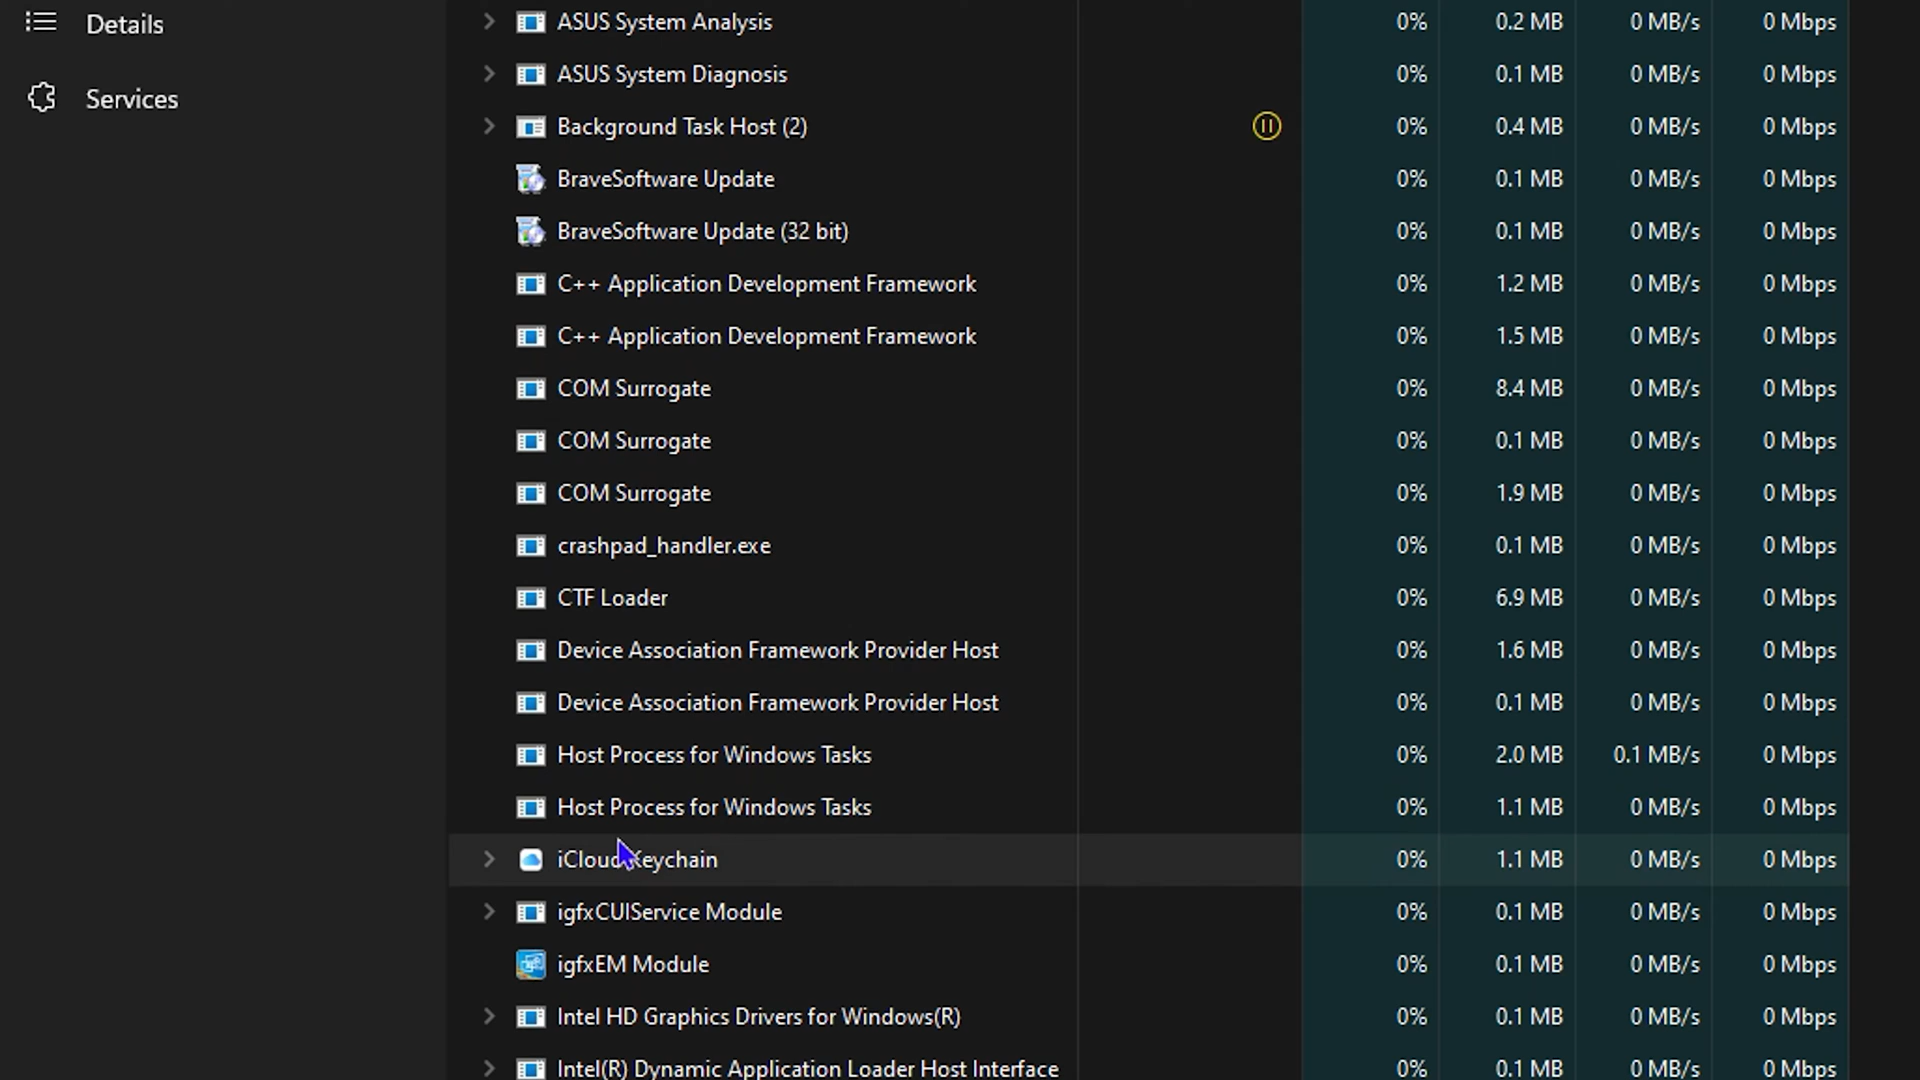 Details
Services
ASUS System Analysis 0% 0.2 MB 0 MB/s 0 Mbps
ASUS System Diagnosis 0% 0.1 MB 0 MB/s 0 Mbps
Background Task Host (2) 0% 0.4 MB 0 MB/s 0 Mbps
BraveSoftware Update 0% 0.1 MB 0 MB/s 0 Mbps
BraveSoftware Update (32 bit) 0% 0.1 MB 0 MB/s 0 Mbps
C++ Application Development Framework 0% 1.2 MB 0 MB/s 0 Mbps
C++ Application Development Framework 0% 1.5 MB 0 MB/s 0 Mbps
COM Surrogate 0% 8.4 MB 0 MB/s 0 Mbps
COM Surrogate 0% 0.1 MB 0 MB/s 0 Mbps
COM Surrogate 0% 1.9 MB 0 MB/s 0 Mbps
crashpad_handler.exe 0% 0.1 MB 0 MB/s 0 Mbps
CTF Loader 0% 6.9 MB 0 MB/s 0 Mbps
Device Association Framework Provider Host 0% 1.6 MB 0 MB/s 0 Mbps
Device Association Framework Provider Host 0% 0.1 MB 0 MB/s 0 Mbps
Host Process for Windows Tasks 0% 2.0 MB 0.1 MB/s 0 Mbps
Host Process for Windows Tasks 0% 1.1 MB 0 MB/s 0 Mbps
iCloud Keychain 0% 1.1 MB 0 MB/s 0 Mbps
igfxCUIService Module 0% 0.1 MB 0 MB/s 0 Mbps
igfxEM Module 0% 0.1 MB 0 MB/s 0 Mbps
Intel HD Graphics Drivers for Windows(R) 0% 0.1 MB 0 MB/s 0 Mbps
Intel(R) Dynamic Application Loader Host Interface 0% 0.1 MB 0 MB/s 0 Mbps